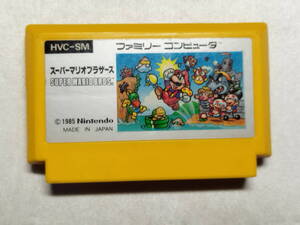 HVC-SM
ファミリー コンピュータ
スーパーマリオブラザーズ
SUPER MARIO BROS.
©1985 Nintendo
MADE IN JAPAN